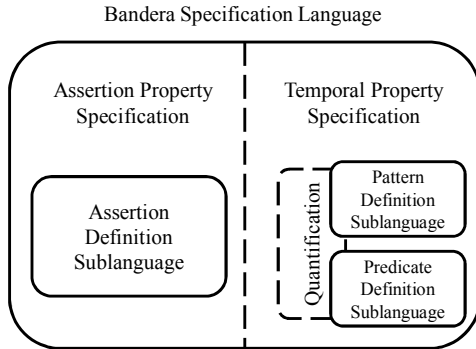 Bandera Specification Language
Assertion Property
Specification
Assertion
Definition
Sublanguage
Temporal Property
Specification
Quantification
Pattern
Definition
Sublanguage
Predicate
Definition
Sublanguage